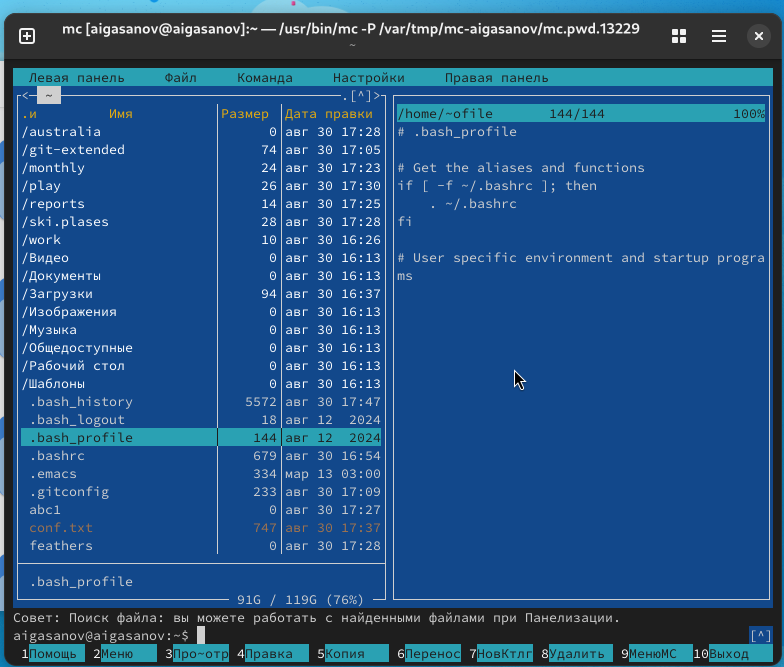 mc [aigasanov@aigasanov]:~ — /usr/bin/mc -P /var/tmp/mc-aigasanov/mc.pwd.13229
~
Левая панель Файл Команда Настройки Правая панель
<─ ~ .[^]>
.и Имя Размер Дата правки
/australia 0 авг 30 17:28
/git-extended 74 авг 30 17:05
/monthly 24 авг 30 17:23
/play 26 авг 30 17:30
/reports 14 авг 30 17:25
/ski.plases 28 авг 30 17:28
/work 10 авг 30 16:26
/Видео 0 авг 30 16:13
/Документы 0 авг 30 16:13
/Загрузки 94 авг 30 16:37
/Изображения 0 авг 30 16:13
/Музыка 0 авг 30 16:13
/Общедоступные 0 авг 30 16:13
/Рабочий стол 0 авг 30 16:13
/Шаблоны 0 авг 30 16:13
.bash_history 5572 авг 30 17:47
.bash_logout 18 авг 12 2024
.bash_profile 144 авг 12 2024
.bashrc 679 авг 30 16:54
.emacs 334 мар 13 03:00
.gitconfig 233 авг 30 17:09
abc1 0 авг 30 17:27
conf.txt 747 авг 30 17:37
feathers 0 авг 30 17:28
.bash_profile
91G / 119G (76%)
/home/~ofile 144/144 100%
# .bash_profile
# Get the aliases and functions
if [ -f ~/.bashrc ]; then
. ~/.bashrc
fi
# User specific environment and startup progra
ms
Совет: Поиск файла: вы можете работать с найденными файлами при Панелизации.
aigasanov@aigasanov:~$ [^]
1Помощь 2Меню 3Про~отр 4Правка 5Копия 6Перенос 7НовКтлг 8Удалить 9МенюMC 10Выход